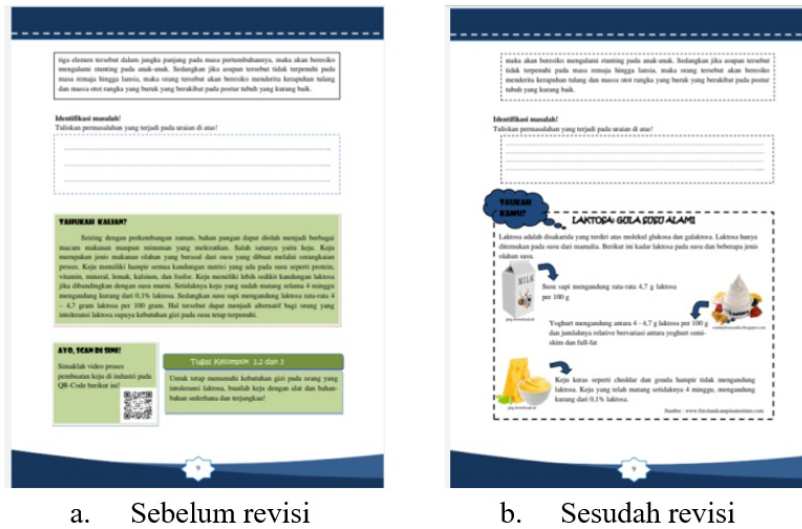 tiga elemen tersebut dalam jangka panjang pada masa pertumbuhannya, maka akan beresiko
mengalami stunting pada anak-anak. Sedangkan jika asupan tersebut tidak terpenuhi pada
masa remaja hingga lansia, maka orang tersebut akan beresiko menderita kerapuhan tulang
dan massa otot rangka yang buruk yang berakibat pada postur tubuh yang kurang baik.
Identifikasi masalah!
Tuliskan permasalahan yang terjadi pada uraian di atas!
TAHUKAH KALIAN?
Seiring dengan perkembangan zaman, bahan pangan dapat diolah menjadi berbagai
macam makanan maupun minuman yang melezatkan. Salah satunya yaitu keju. Keju
merupakan jenis makanan olahan yang berasal dari susu yang dibuat melalui serangkaian
proses. Keju memiliki hampir semua kandungan nutrisi yang ada pada susu seperti protein,
vitamin, mineral, lemak, kalsium, dan fosfor. Keju memiliki lebih sedikit kandungan laktosa
jika dibandingkan dengan susu murni. Setidaknya keju yang sudah matang selama 4 minggu
mengandung kurang dari 0,1% laktosa. Sedangkan susu sapi mengandung laktosa rata-rata 4
– 4,7 gram laktosa per 100 gram. Hal tersebut dapat menjadi alternatif bagi orang yang
intoleransi laktosa supaya kebutuhan gizi pada susu tetap terpenuhi.
AYO, SCAN DI SINI!
Simaklah video proses
pembuatan keju di industri pada
QR-Code berikut ini!
Tugas Kelompok 1,2 dan 3
Untuk tetap memenuhi kebutuhan gizi pada orang yang
intoleransi laktosa, buatlah keju dengan alat dan bahan-
bahan sederhana dan terjangkau!
9
a. Sebelum revisi
maka akan beresiko mengalami stunting pada anak-anak. Sedangkan jika asupan tersebut
tidak terpenuhi pada masa remaja hingga lansia, maka orang tersebut akan beresiko
menderita kerapuhan tulang dan massa otot rangka yang buruk yang berakibat pada postur
tubuh yang kurang baik.
Identifikasi masalah!
Tuliskan permasalahan yang terjadi pada uraian di atas!
TAHUKAH
KAMU?
LAKTOSA: GULA SUSU ALAMI
Laktosa adalah disakarida yang terdiri atas molekul glukosa dan galaktosa. Laktosa hanya
ditemukan pada susu dari mamalia. Berikut ini kadar laktosa pada susu dan beberapa jenis
olahan susu.
MILK
Susu sapi mengandung rata-rata 4,7 g laktosa
per 100 g
Yoghurt mengandung antara 4 – 4,7 g laktosa per 100 g
dan jumlahnya relative bervariasi antara yoghurt semi-
skim dan full-fat
Keju keras seperti cheddar dan gouda hampir tidak mengandung
laktosa. Keju yang telah matang setidaknya 4 minggu, mengandung
kurang dari 0,1% laktosa.
Sumber : www.frieslandcampinainstitute.com
9
b. Sesudah revisi